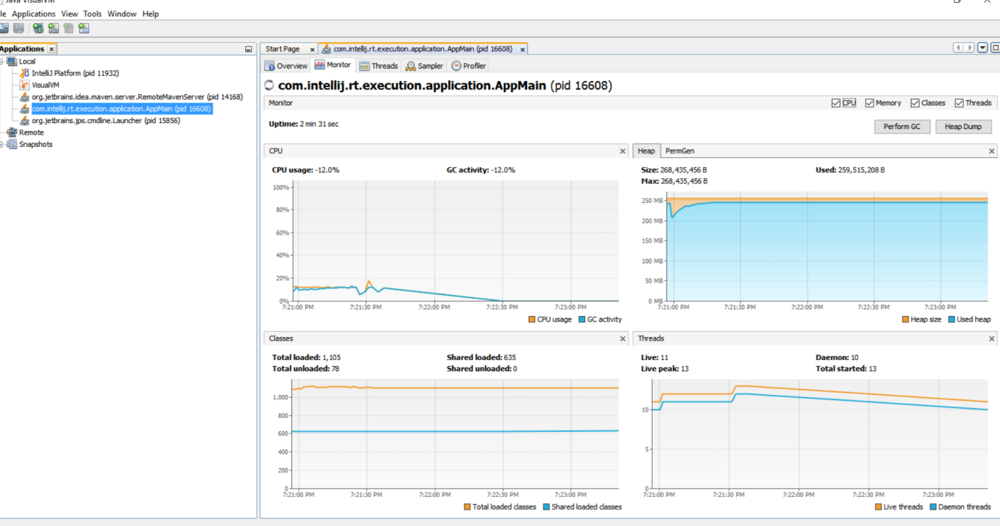 Java VisualVM
le Applications View Tools Window Help
Applications
Local
IntelliJ Platform (pid 11932)
VisualVM
org.jetbrains.idea.maven.server.RemoteMavenServer (pid 14168)
com.intellij.rt.execution.application.AppMain (pid 16608)
org.jetbrains.jps.cmdline.Launcher (pid 15856)
Remote
Snapshots
Start Page com.intellij.rt.execution.application.AppMain (pid 16608)
Overview Monitor Threads Sampler Profiler
com.intellij.rt.execution.application.AppMain (pid 16608)
Monitor CPU Memory Classes Threads
Uptime: 2 min 31 sec
Perform GC Heap Dump
CPU
CPU usage: -12.0% GC activity: -12.0%
100%
80%
60%
40%
20%
0%
7:21:00 PM 7:21:30 PM 7:22:00 PM 7:22:30 PM 7:23:00 PM
CPU usage GC activity
Heap PermGen
Size: 268,435,456 B Used: 259,515,208 B
Max: 268,435,456 B
250 MB
200 MB
150 MB
100 MB
50 MB
0 MB
7:21:00 PM 7:21:30 PM 7:22:00 PM 7:22:30 PM 7:23:00 PM
Heap size Used heap
Classes
Total loaded: 1,105 Shared loaded: 635
Total unloaded: 78 Shared unloaded: 0
1,000
800
600
400
200
0
7:21:00 PM 7:21:30 PM 7:22:00 PM 7:22:30 PM 7:23:00 PM
Total loaded classes Shared loaded classes
Threads
Live: 11 Daemon: 10
Live peak: 13 Total started: 13
10
5
0
7:21:00 PM 7:21:30 PM 7:22:00 PM 7:22:30 PM 7:23:00 PM
Live threads Daemon threads